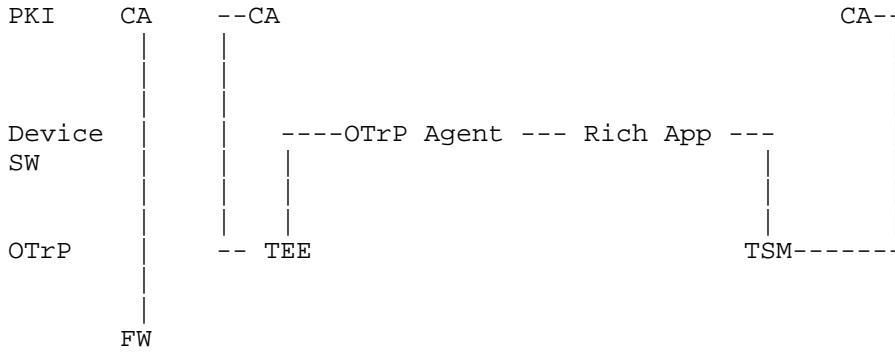 PKI CA --CA CA--
Device ----OTrP Agent --- Rich App ---
SW
OTrP -- TEE TSM-------
FW